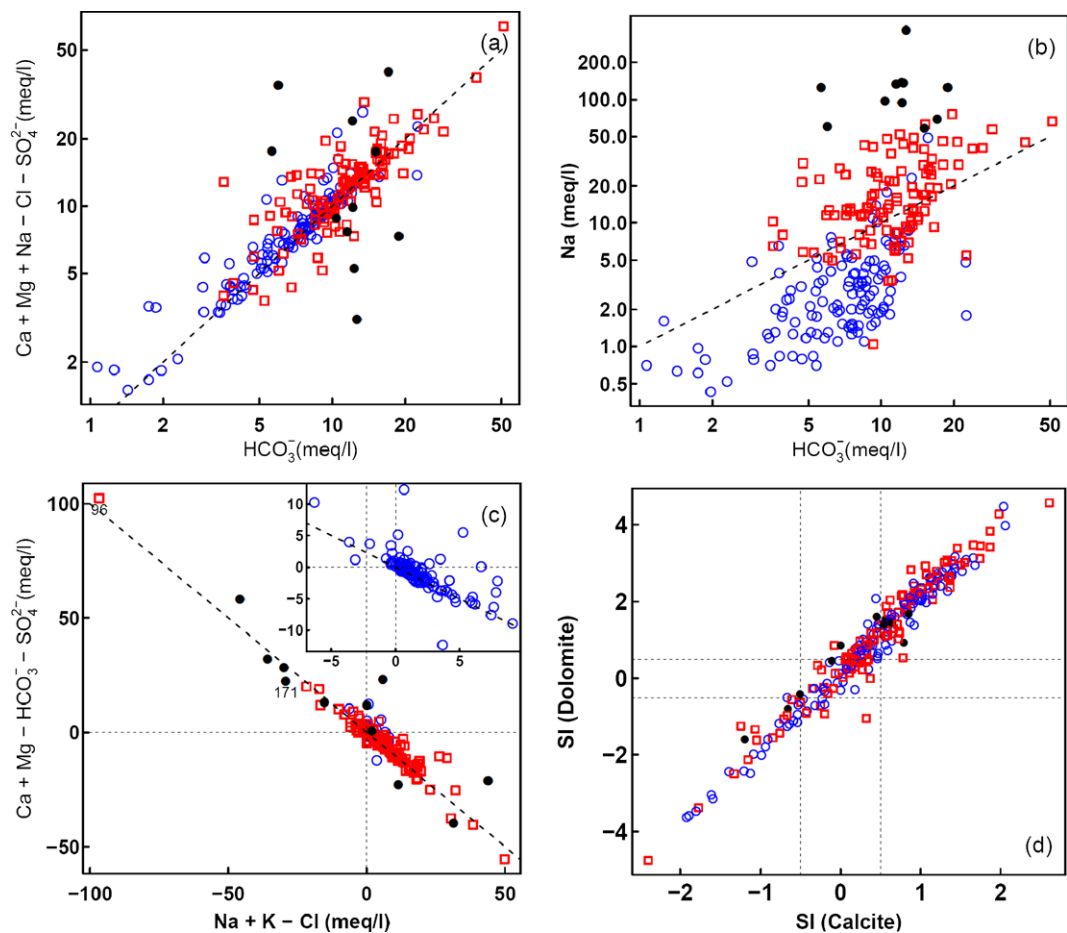 (a)
Ca + Mg + Na − Cl − SO₄²⁻(meq/l)
50
20
10
5
2
1 2 5 10 20 50
HCO₃⁻(meq/l)
(b)
Na (meq/l)
200.0
100.0
50.0
20.0
10.0
5.0
2.0
1.0
0.5
1 2 5 10 20 50
HCO₃⁻(meq/l)
(c)
Ca + Mg − HCO₃⁻ − SO₄²⁻(meq/l)
100
50
0
−50
96
171
10
5
0
−5
−10
−5 0 5
−100 −50 0 50
Na + K − Cl (meq/l)
(d)
SI (Dolomite)
4
2
0
−2
−4
−2 −1 0 1 2
SI (Calcite)